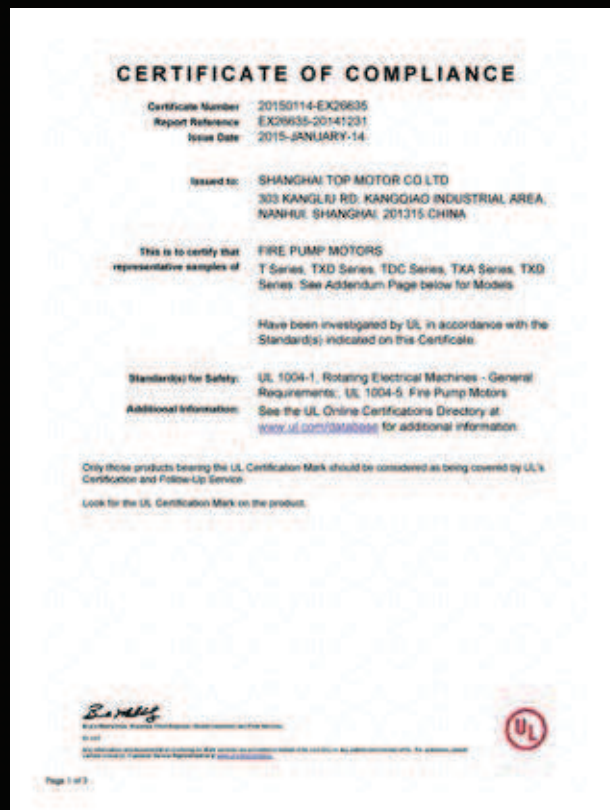 CERTIFICATE OF COMPLIANCE
Certificate Number 20150114-EX26635
Report Reference EX26635-20141231
Issue Date 2015-JANUARY-14
Issued to: SHANGHAI TOP MOTOR CO LTD
303 KANGLIU RD, KANGQIAO INDUSTRIAL AREA,
NANHUI, SHANGHAI, 201315 CHINA
This is to certify that FIRE PUMP MOTORS
representative samples of T Series, TXD Series, TDC Series, TXA Series, TXD
Series. See Addendum Page below for Models
Have been investigated by UL in accordance with the
Standard(s) indicated on this Certificate.
Standard(s) for Safety: UL 1004-1, Rotating Electrical Machines - General
Requirements;, UL 1004-5, Fire Pump Motors
Additional Information: See the UL Online Certifications Directory at
www.ul.com/database for additional information
Only those products bearing the UL Certification Mark should be considered as being covered by UL's
Certification and Follow-Up Service.
Look for the UL Certification Mark on the product.
UL
Page 1 of 3